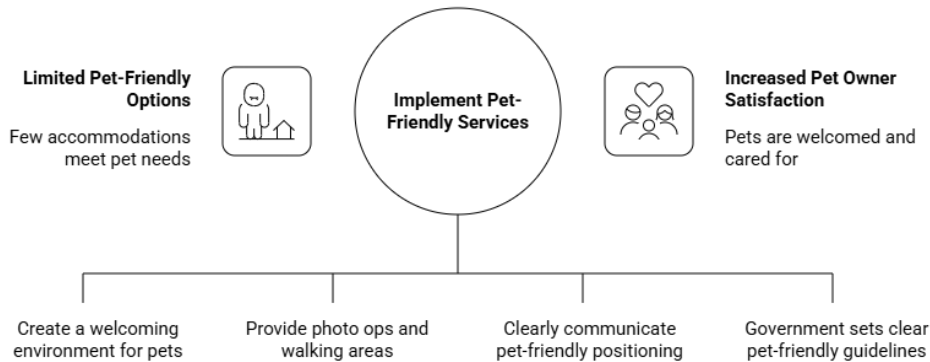 Limited Pet-Friendly
Options
Few accommodations
meet pet needs
Implement Pet-
Friendly Services
Increased Pet Owner
Satisfaction
Pets are welcomed and
cared for
Create a welcoming
environment for pets
Provide photo ops and
walking areas
Clearly communicate
pet-friendly positioning
Government sets clear
pet-friendly guidelines